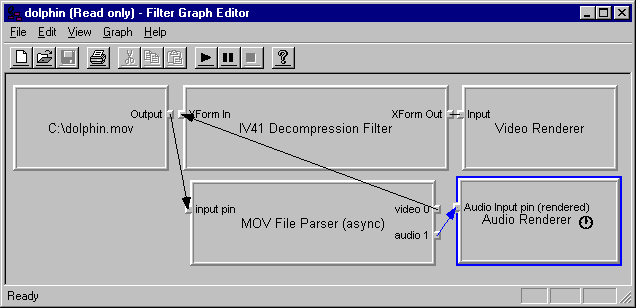 dolphin (Read only) - Filter Graph Editor
File Edit View Graph Help
Output XForm In XForm Out Input
C:\dolphin.mov IV41 Decompression Filter Video Renderer
input pin video 0 Audio Input pin (rendered)
MOV File Parser (async) Audio Renderer
audio 1
Ready